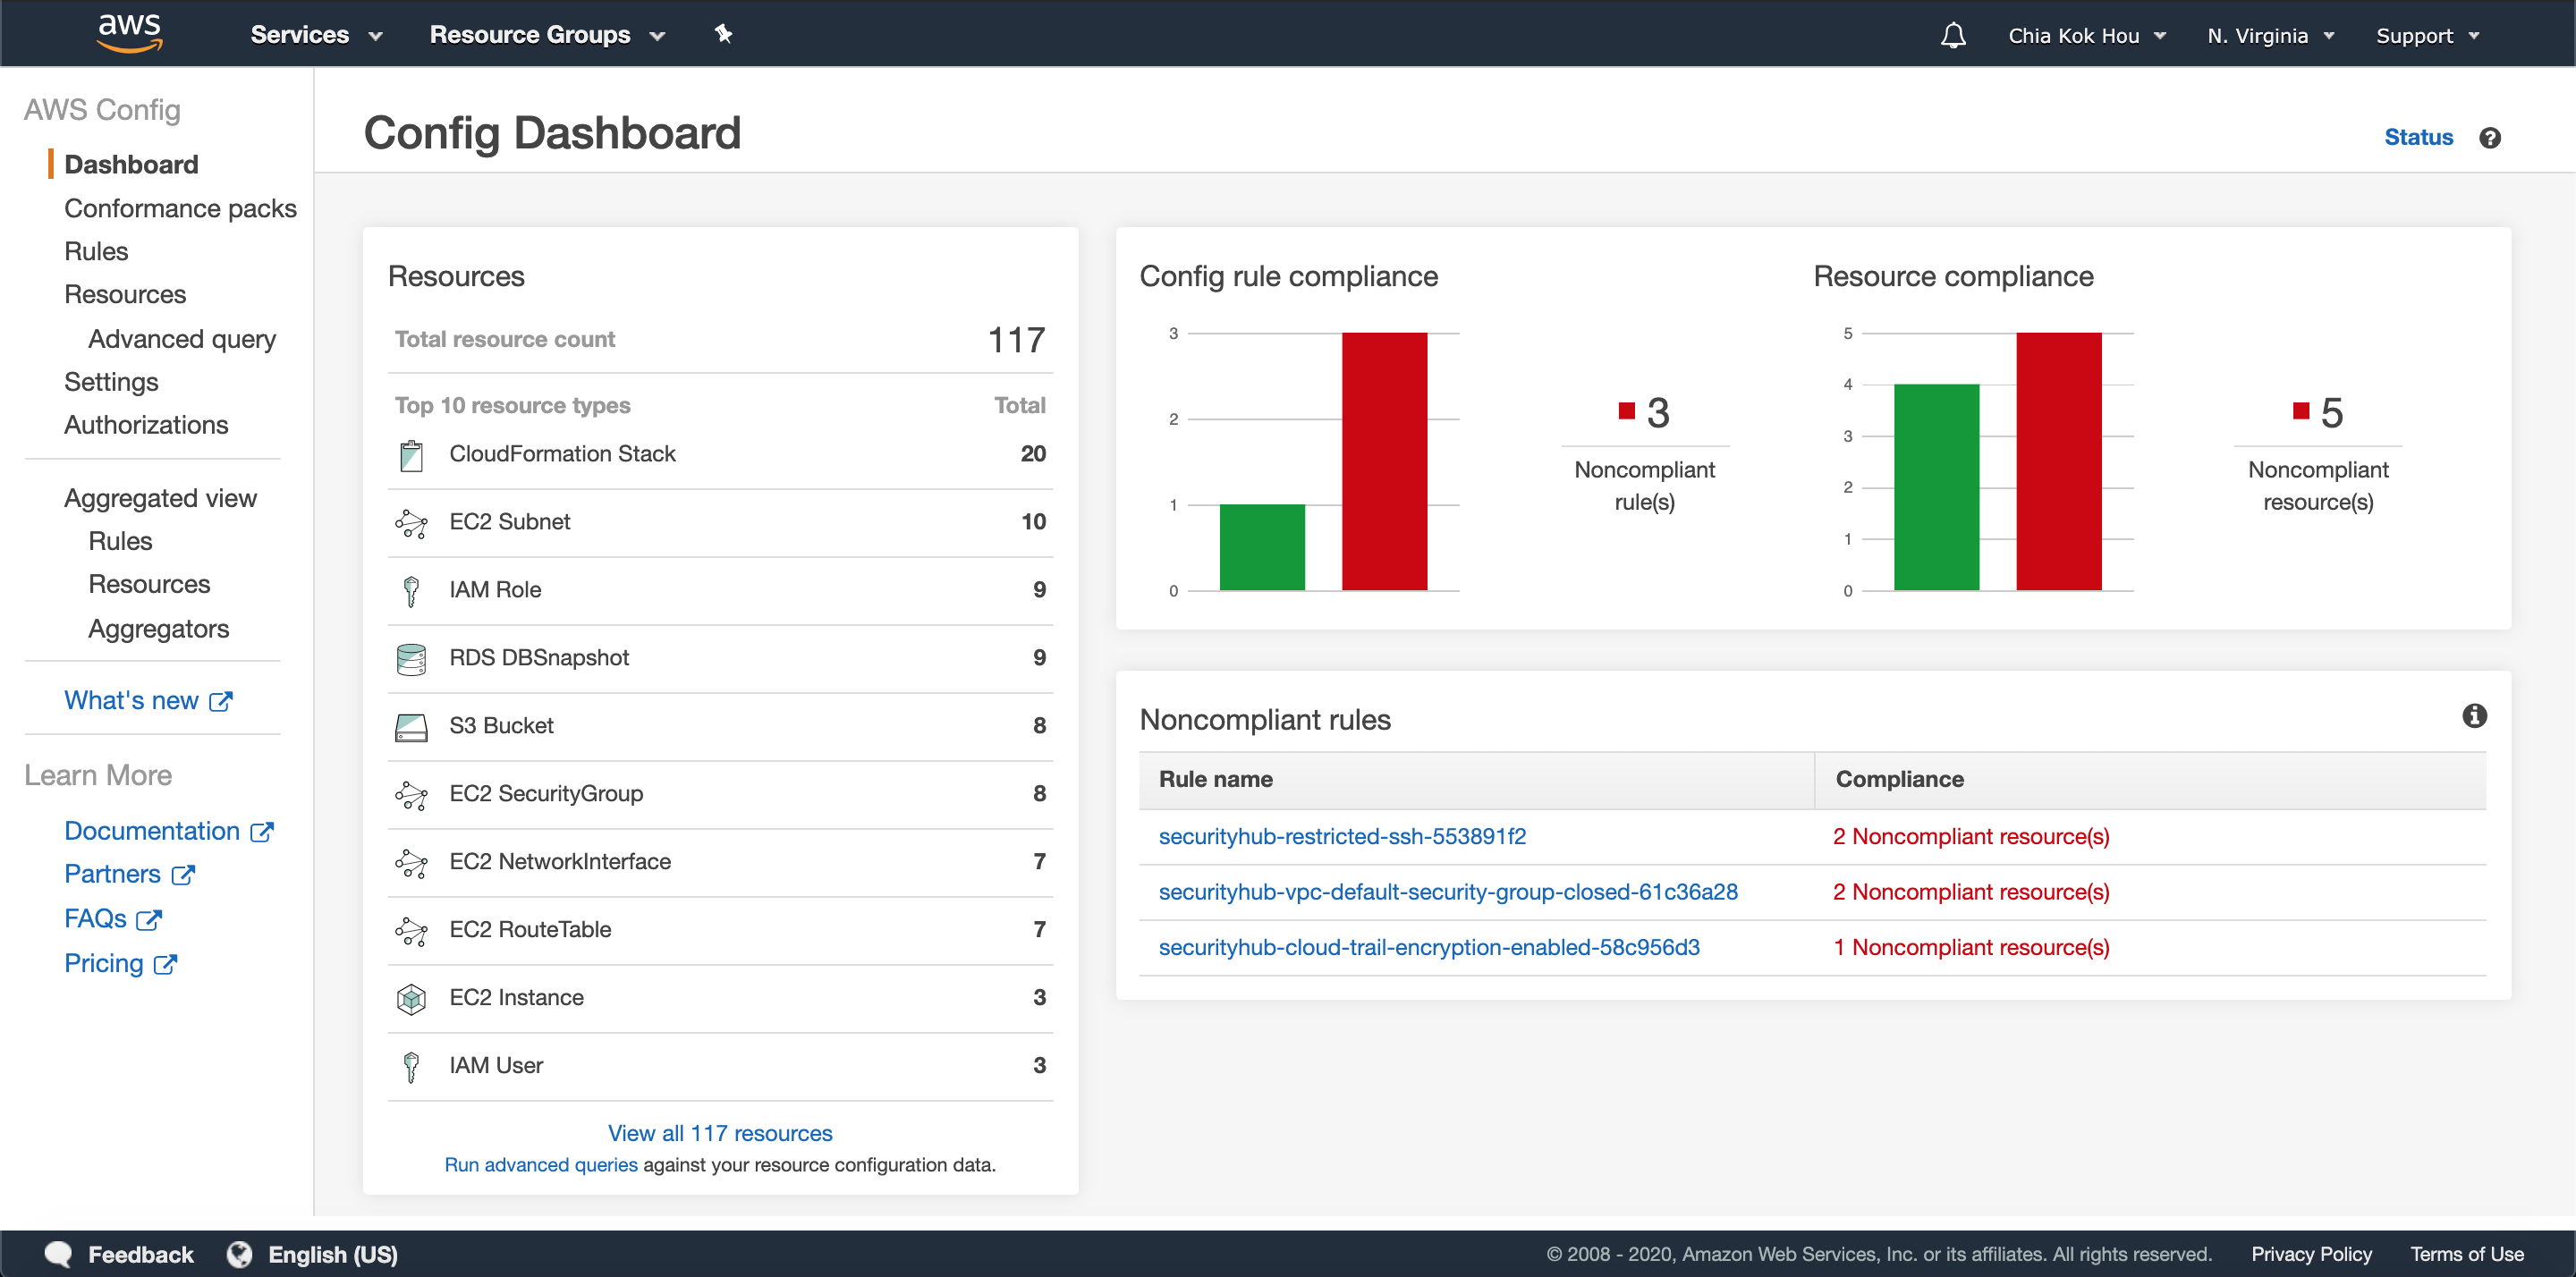 aws
Services
Resource Groups
Chia Kok Hou
N. Virginia
Support
AWS Config
Dashboard
Conformance packs
Rules
Resources
Advanced query
Settings
Authorizations
Aggregated view
Rules
Resources
Aggregators
What's new
Learn More
Documentation
Partners
FAQs
Pricing
Config Dashboard
Status
Resources
Total resource count 117
Top 10 resource types Total
CloudFormation Stack 20
EC2 Subnet 10
IAM Role 9
RDS DBSnapshot 9
S3 Bucket 8
EC2 SecurityGroup 8
EC2 NetworkInterface 7
EC2 RouteTable 7
EC2 Instance 3
IAM User 3
View all 117 resources
Run advanced queries against your resource configuration data.
Config rule compliance
3
2
1
0
3
Noncompliant
rule(s)
Resource compliance
5
4
3
2
1
0
5
Noncompliant
resource(s)
Noncompliant rules
Rule name Compliance
securityhub-restricted-ssh-553891f2 2 Noncompliant resource(s)
securityhub-vpc-default-security-group-closed-61c36a28 2 Noncompliant resource(s)
securityhub-cloud-trail-encryption-enabled-58c956d3 1 Noncompliant resource(s)
Feedback
English (US)
© 2008 - 2020, Amazon Web Services, Inc. or its affiliates. All rights reserved.
Privacy Policy
Terms of Use